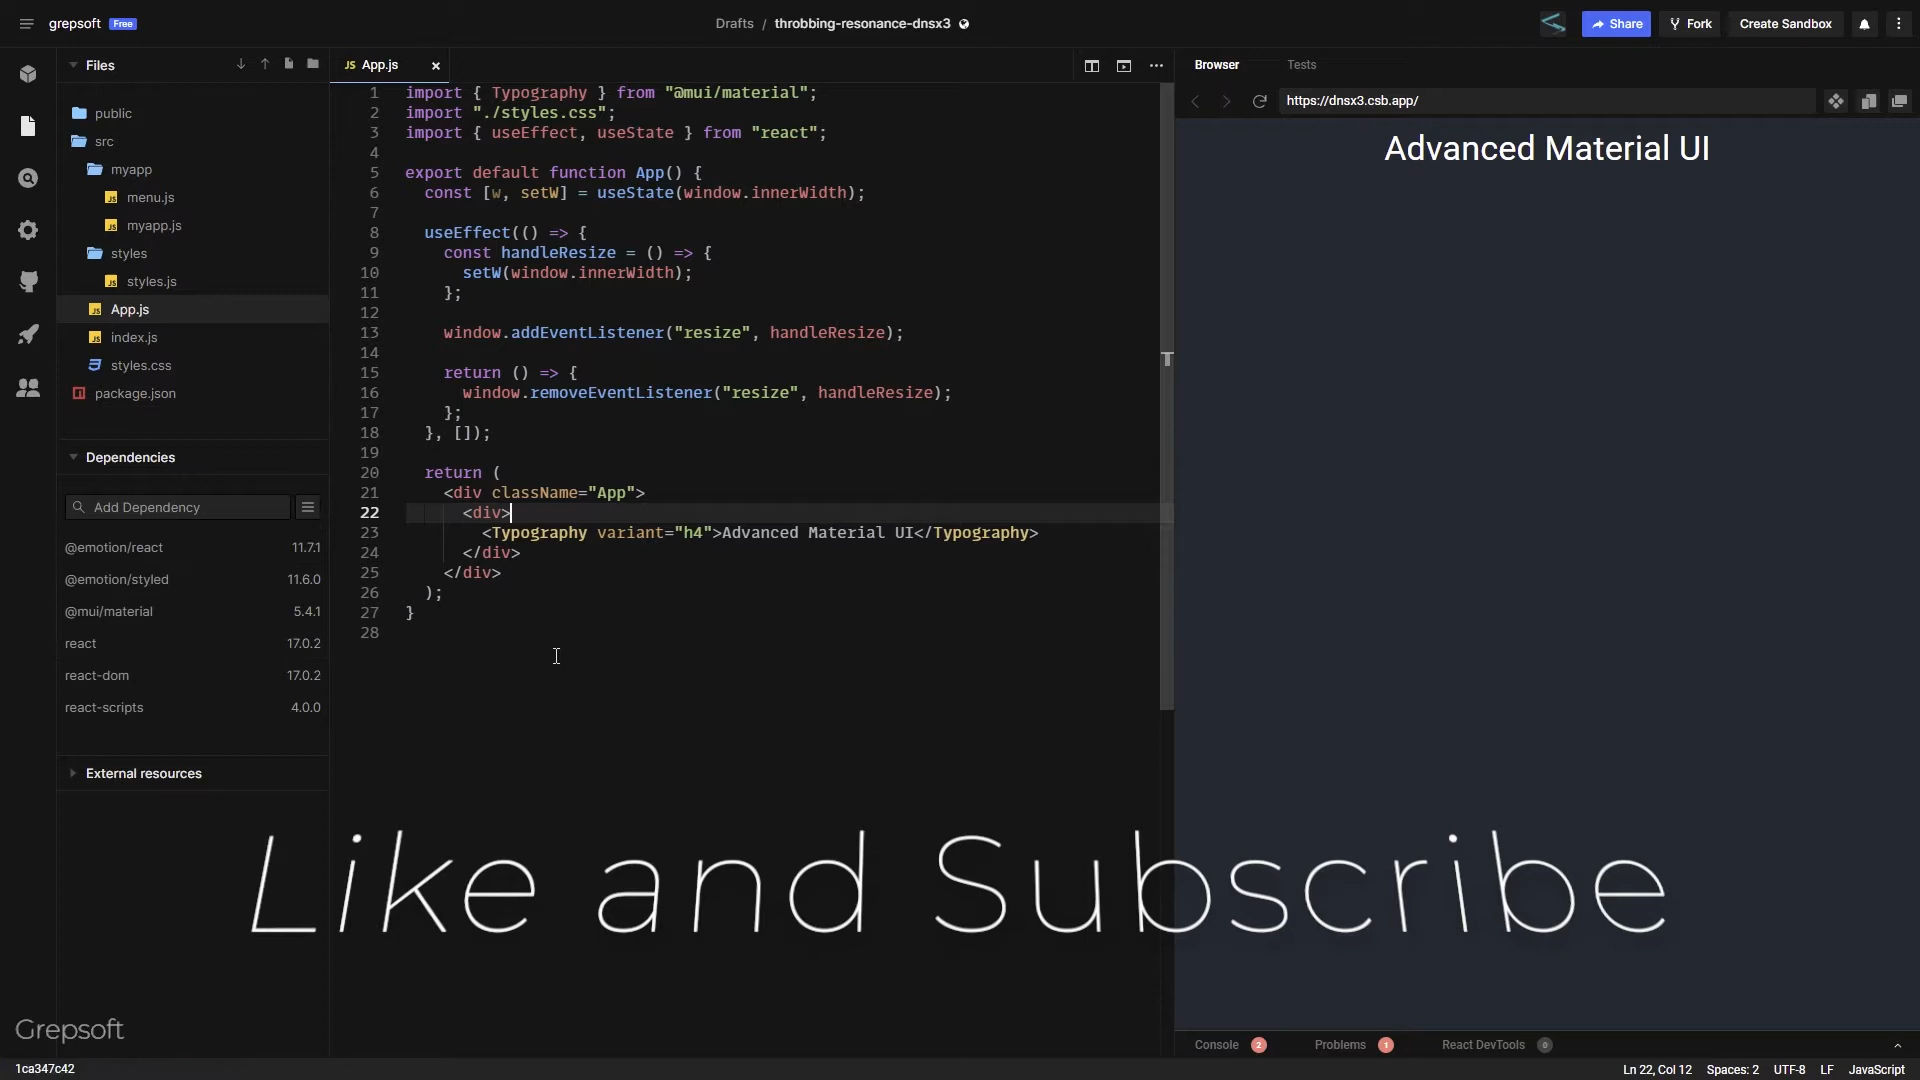 grepsoft Free
Drafts / throbbing-resonance-dnsx3
Share
Fork
Create Sandbox
Files
public
src
myapp
menu.js
myapp.js
styles
styles.js
App.js
index.js
styles.css
package.json
Dependencies
Add Dependency
@emotion/react 11.7.1
@emotion/styled 11.6.0
@mui/material 5.4.1
react 17.0.2
react-dom 17.0.2
react-scripts 4.0.0
External resources
JS App.js
1 import { Typography } from "@mui/material";
2 import "./styles.css";
3 import { useEffect, useState } from "react";
4
5 export default function App() {
6 const [w, setW] = useState(window.innerWidth);
7
8 useEffect(() => {
9 const handleResize = () => {
10 setW(window.innerWidth);
11 };
12
13 window.addEventListener("resize", handleResize);
14
15 return () => {
16 window.removeEventListener("resize", handleResize);
17 };
18 }, []);
19
20 return (
21 <div className="App">
22 <div>
23 <Typography variant="h4">Advanced Material UI</Typography>
24 </div>
25 </div>
26 );
27 }
28
Browser
Tests
https://dnsx3.csb.app/
Advanced Material UI
Like and Subscribe
Grepsoft
Console 2
Problems 1
React DevTools 0
1ca347c42
Ln 22, Col 12
Spaces: 2
UTF-8
LF
JavaScript